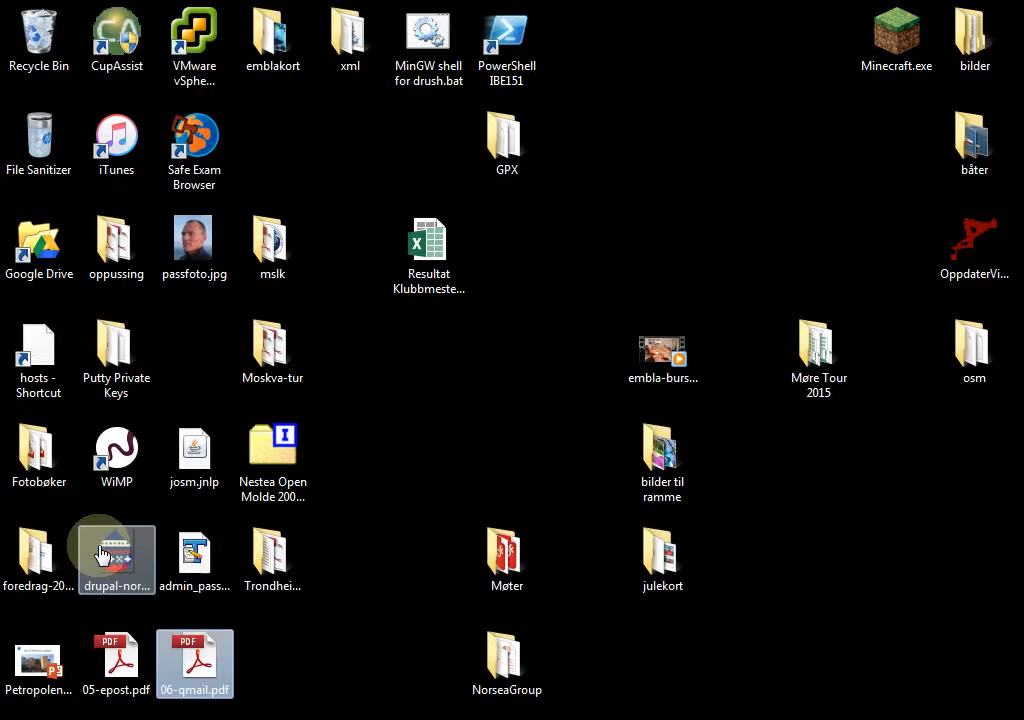 Recycle Bin
CupAssist
VMware
vSphe...
emblakort
xml
MinGW shell
for drush.bat
PowerShell
IBE151
Minecraft.exe
bilder
File Sanitizer
iTunes
Safe Exam
Browser
GPX
båter
Google Drive
oppussing
passfoto.jpg
mslk
X
Resultat
Klubbmeste...
OppdaterVi...
hosts -
Shortcut
Putty Private
Keys
Moskva-tur
embla-burs...
Møre Tour
2015
osm
Fotobøker
WiMP
josm.jnlp
I
Nestea Open
Molde 200...
bilder til
ramme
foredrag-20...
drupal-nor...
admin_pass...
Trondhei...
Møter
julekort
P
Petropolen...
PDF
05-epost.pdf
PDF
06-qmail.pdf
NorseaGroup